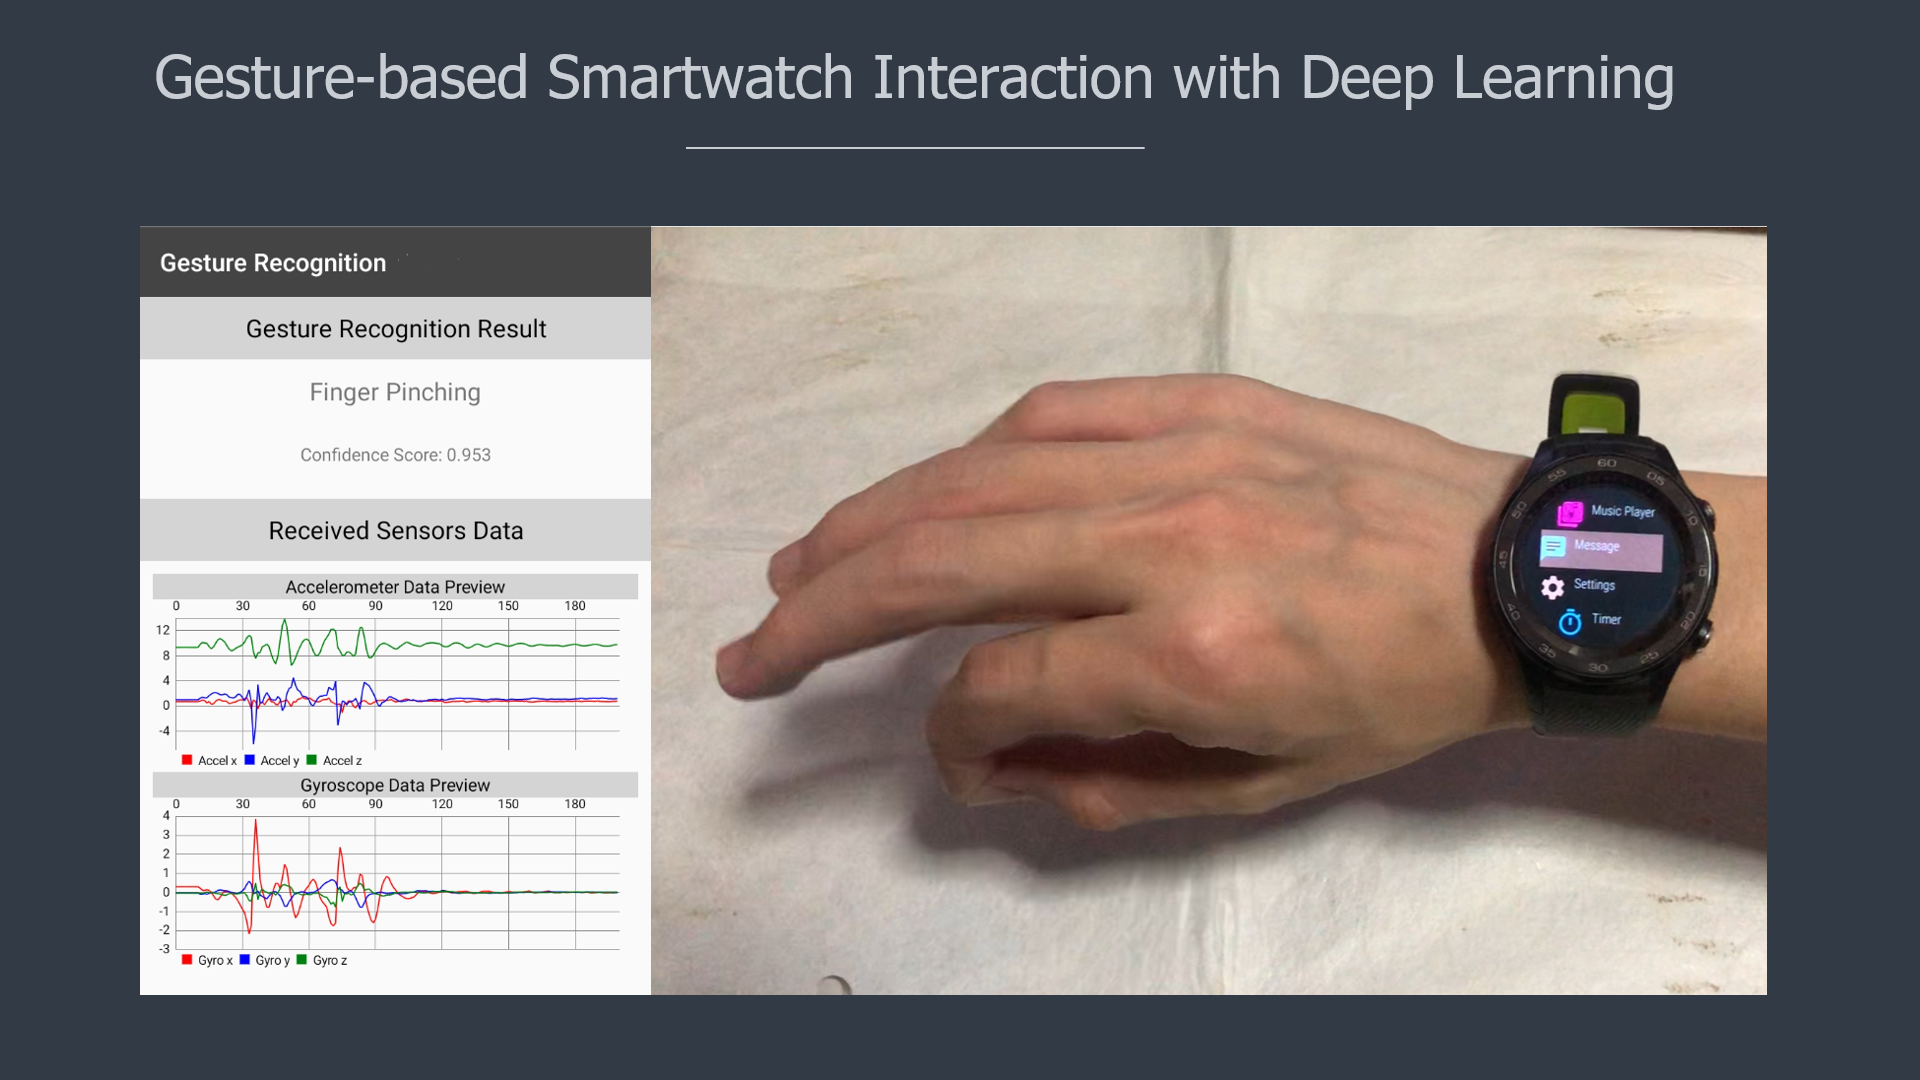 Gesture-based Smartwatch Interaction with Deep Learning
Gesture Recognition
Gesture Recognition Result
Finger Pinching
Confidence Score: 0.953
Received Sensors Data
Accelerometer Data Preview
0 30 60 90 120 150 180
12
8
4
0
-4
Accel x Accel y Accel z
Gyroscope Data Preview
0 30 60 90 120 150 180
4
3
2
1
0
-1
-2
-3
Gyro x Gyro y Gyro z
60
05
10
15
20
25
30
35
40
45
50
55
Music Player
Message
Settings
Timer